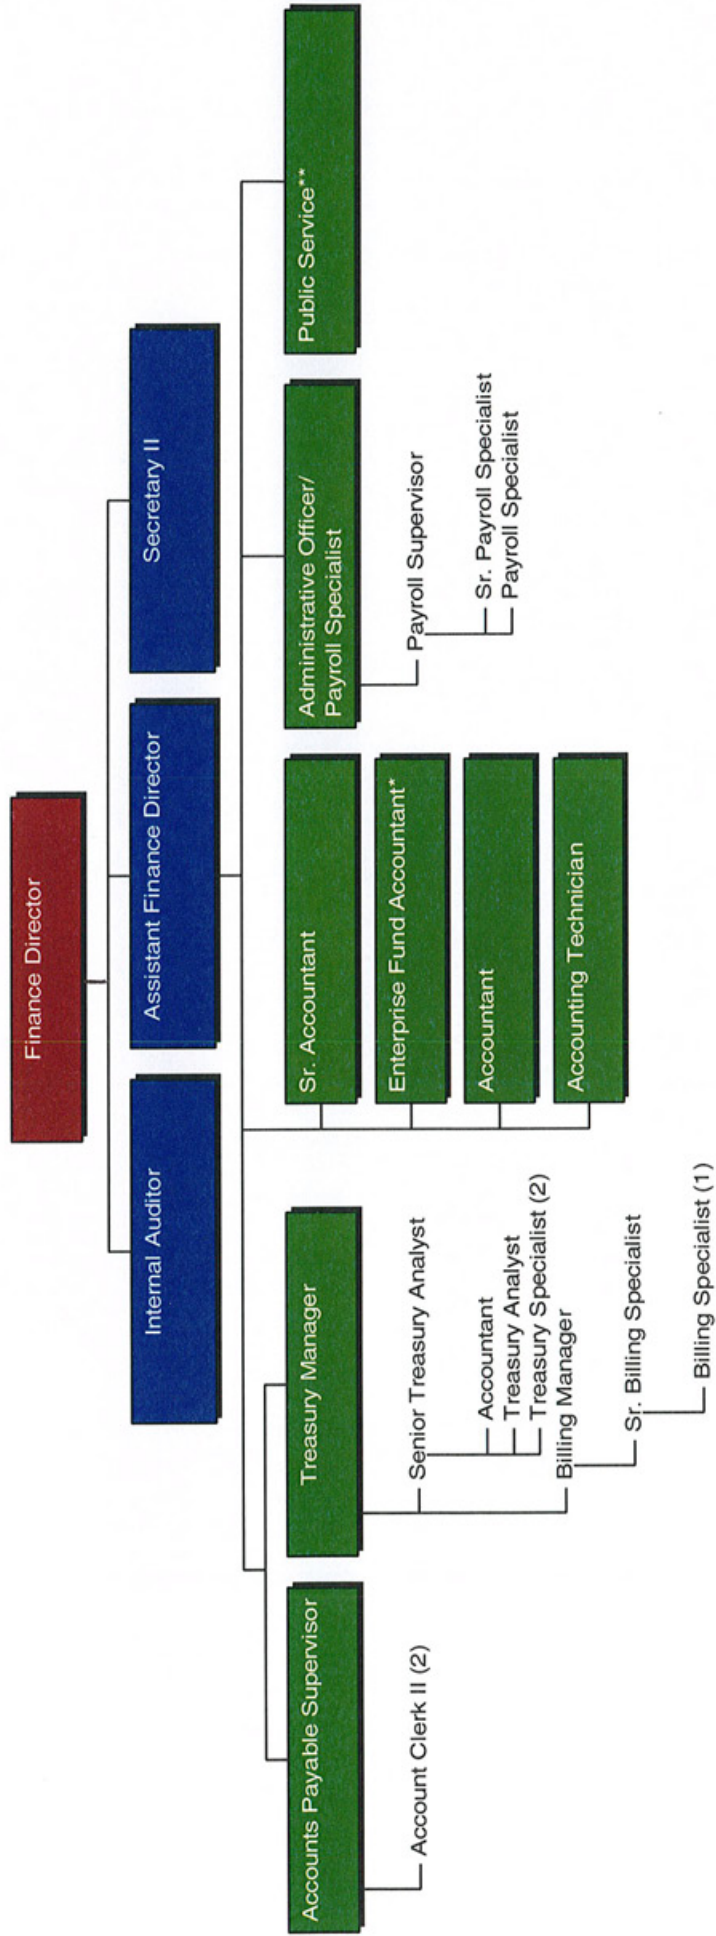 Finance Director
Internal Auditor
Assistant Finance Director
Secretary II
Accounts Payable Supervisor
Account Clerk II (2)
Treasury Manager
Senior Treasury Analyst
Accountant
Treasury Analyst
Treasury Specialist (2)
Billing Manager
Sr. Billing Specialist
Billing Specialist (1)
Sr. Accountant
Enterprise Fund Accountant*
Accountant
Accounting Technician
Administrative Officer/
Payroll Specialist
Payroll Supervisor
Sr. Payroll Specialist
Payroll Specialist
Public Service**